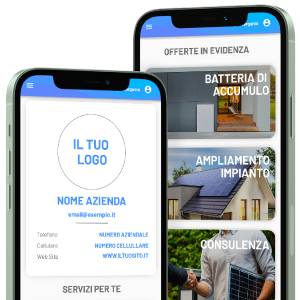 IL TUO
LOGO
NOME AZIENDA
email@esempio.it
Telefono NUMERO AZIENDALE
Cellulare NUMERO CELLULLARE
Web Site WWW.ILTUOSITO.IT
SERVIZI PER TE
OFFERTE IN EVIDENZA
BATTERIA DI
ACCUMULO
AMPLIAMENTO
IMPIANTO
CONSULENZA